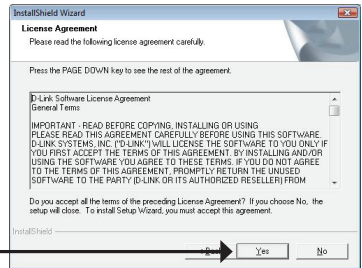 InstallShield Wizard
License Agreement
Please read the following license agreement carefully.
Press the PAGE DOWN key to see the rest of the agreement.
D-Link Software License Agreement
General Terms
IMPORTANT - READ BEFORE COPYING, INSTALLING OR USING
PLEASE READ THIS AGREEMENT CAREFULLY BEFORE USING THIS SOFTWARE.
D-LINK SYSTEMS, INC. ("D-LINK") WILL LICENSE THE SOFTWARE TO YOU ONLY IF
YOU FIRST ACCEPT THE TERMS OF THIS AGREEMENT. BY INSTALLING AND/OR
USING THE SOFTWARE YOU AGREE TO THESE TERMS. IF YOU DO NOT AGREE
TO THE TERMS OF THIS AGREEMENT, PROMPTLY RETURN THE UNUSED
SOFTWARE TO THE PARTY (D-LINK OR ITS AUTHORIZED RESELLER) FROM
Do you accept all the terms of the preceding License Agreement? If you choose No, the
setup will close. To install Setup Wizard, you must accept this agreement.
InstallShield
Yes No